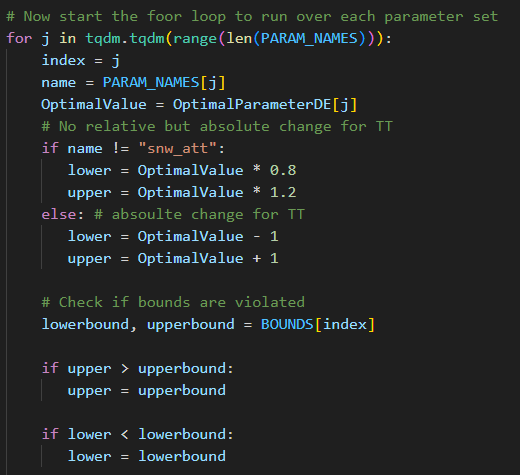 # Now start the foor loop to run over each parameter set
for j in tqdm.tqdm(range(len(PARAM_NAMES))):
    index = j
    name = PARAM_NAMES[j]
    OptimalValue = OptimalParameterDE[j]
    # No relative but absolute change for TT
    if name != "snw_att":
        lower = OptimalValue * 0.8
        upper = OptimalValue * 1.2
    else: # absoulte change for TT
        lower = OptimalValue - 1
        upper = OptimalValue + 1
    # Check if bounds are violated
    lowerbound, upperbound = BOUNDS[index]
    if upper > upperbound:
        upper = upperbound
    if lower < lowerbound:
        lower = lowerbound